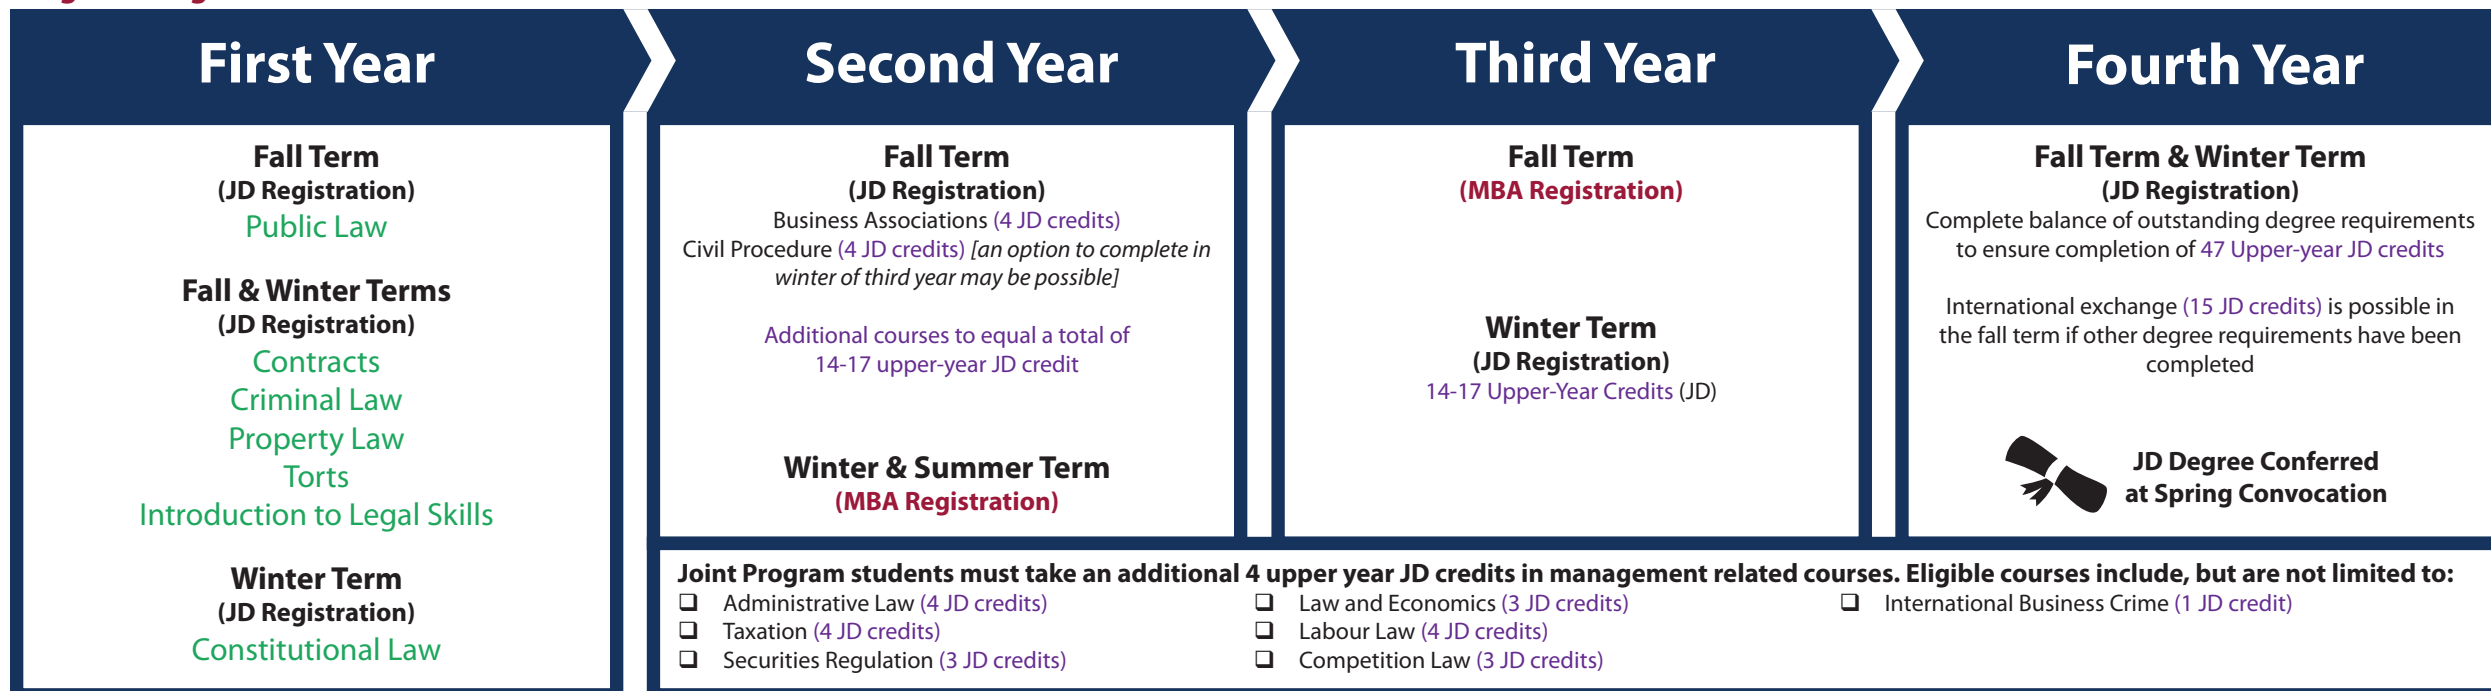 First Year
Fall Term
(JD Registration)
Public Law
Fall & Winter Terms
(JD Registration)
Contracts
Criminal Law
Property Law
Torts
Introduction to Legal Skills
Winter Term
(JD Registration)
Constitutional Law
Second Year
Fall Term
(JD Registration)
Business Associations (4 JD credits)
Civil Procedure (4 JD credits) [an option to complete in
winter of third year may be possible]
Additional courses to equal a total of
14-17 upper-year JD credit
Winter & Summer Term
(MBA Registration)
Third Year
Fall Term
(MBA Registration)
Winter Term
(JD Registration)
14-17 Upper-Year Credits (JD)
Fourth Year
Fall Term & Winter Term
(JD Registration)
Complete balance of outstanding degree requirements
to ensure completion of 47 Upper-year JD credits
International exchange (15 JD credits) is possible in
the fall term if other degree requirements have been
completed
JD Degree Conferred
at Spring Convocation
Joint Program students must take an additional 4 upper year JD credits in management related courses. Eligible courses include, but are not limited to:
❑ Administrative Law (4 JD credits)
❑ Taxation (4 JD credits)
❑ Securities Regulation (3 JD credits)
❑ Law and Economics (3 JD credits)
❑ Labour Law (4 JD credits)
❑ Competition Law (3 JD credits)
❑ International Business Crime (1 JD credit)